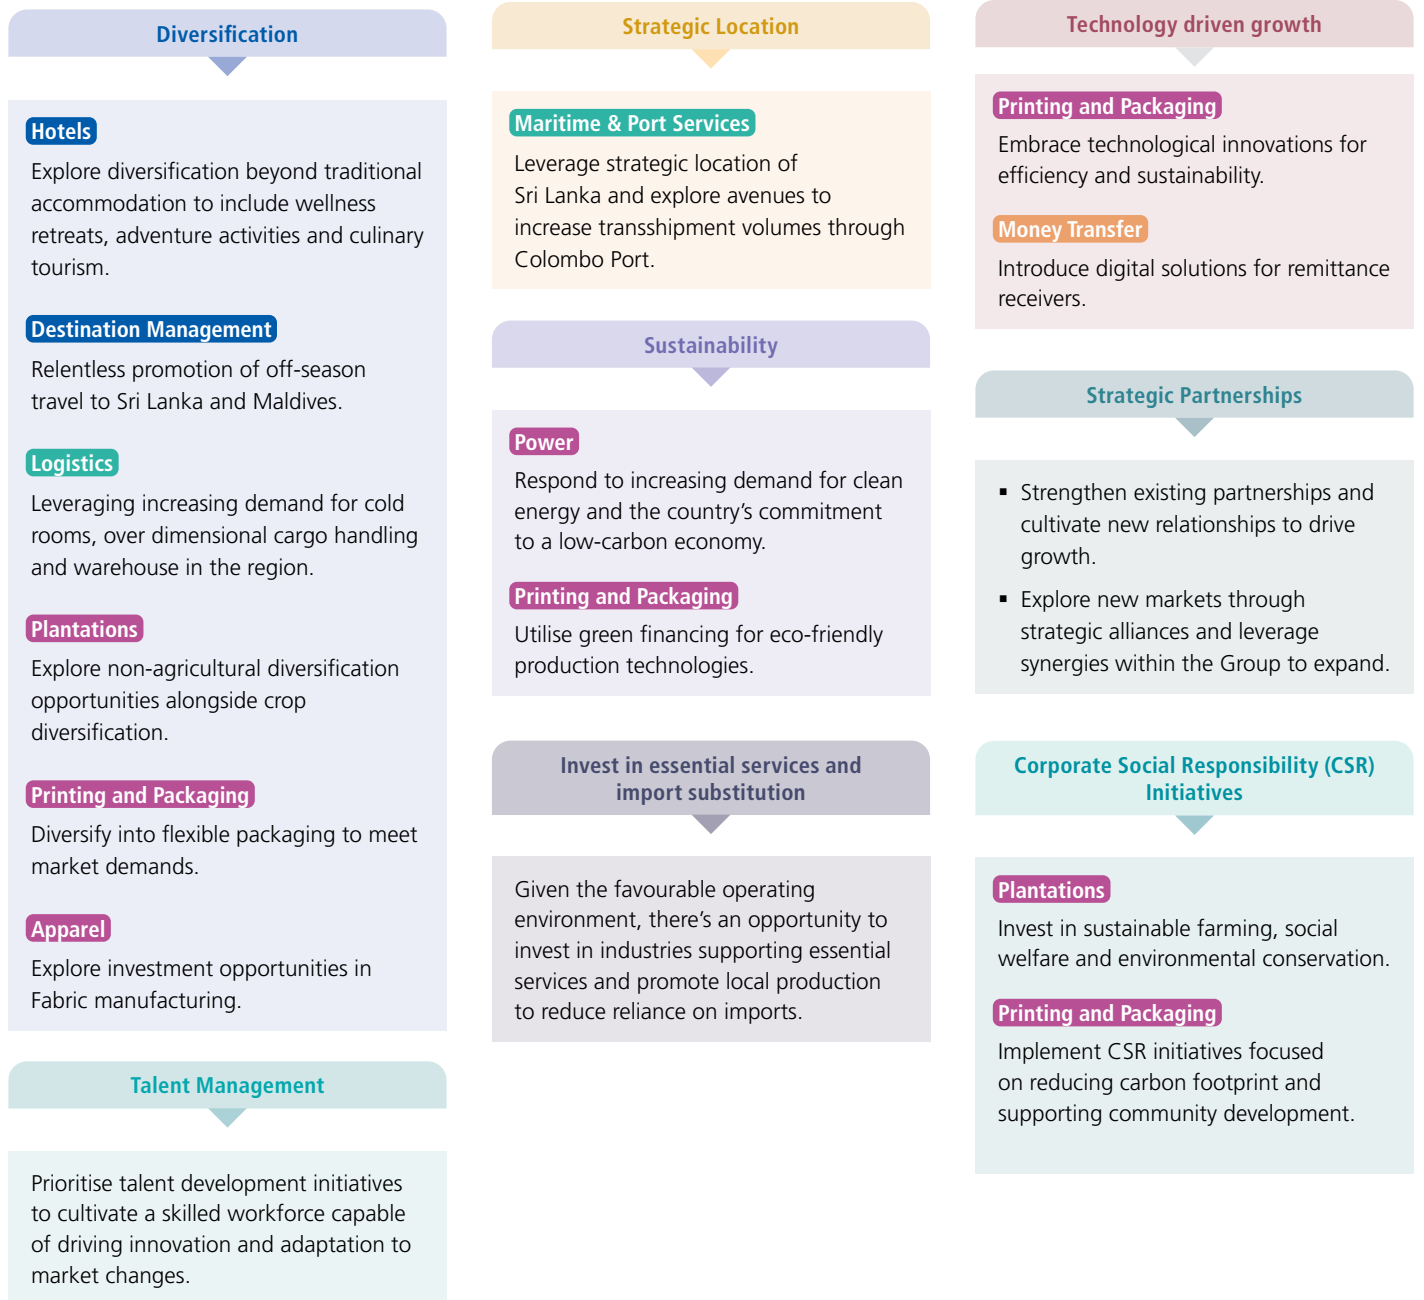 Diversification
Hotels
Explore diversification beyond traditional
accommodation to include wellness
retreats, adventure activities and culinary
tourism.
Destination Management
Relentless promotion of off-season
travel to Sri Lanka and Maldives.
Logistics
Leveraging increasing demand for cold
rooms, over dimensional cargo handling
and warehouse in the region.
Plantations
Explore non-agricultural diversification
opportunities alongside crop
diversification.
Printing and Packaging
Diversify into flexible packaging to meet
market demands.
Apparel
Explore investment opportunities in
Fabric manufacturing.
Talent Management
Prioritise talent development initiatives
to cultivate a skilled workforce capable
of driving innovation and adaptation to
market changes.
Strategic Location
Maritime & Port Services
Leverage strategic location of
Sri Lanka and explore avenues to
increase transshipment volumes through
Colombo Port.
Sustainability
Power
Respond to increasing demand for clean
energy and the country’s commitment
to a low-carbon economy.
Printing and Packaging
Utilise green financing for eco-friendly
production technologies.
Invest in essential services and
import substitution
Given the favourable operating
environment, there’s an opportunity to
invest in industries supporting essential
services and promote local production
to reduce reliance on imports.
Technology driven growth
Printing and Packaging
Embrace technological innovations for
efficiency and sustainability.
Money Transfer
Introduce digital solutions for remittance
receivers.
Strategic Partnerships
▪ Strengthen existing partnerships and
cultivate new relationships to drive
growth.
▪ Explore new markets through
strategic alliances and leverage
synergies within the Group to expand.
Corporate Social Responsibility (CSR)
Initiatives
Plantations
Invest in sustainable farming, social
welfare and environmental conservation.
Printing and Packaging
Implement CSR initiatives focused
on reducing carbon footprint and
supporting community development.